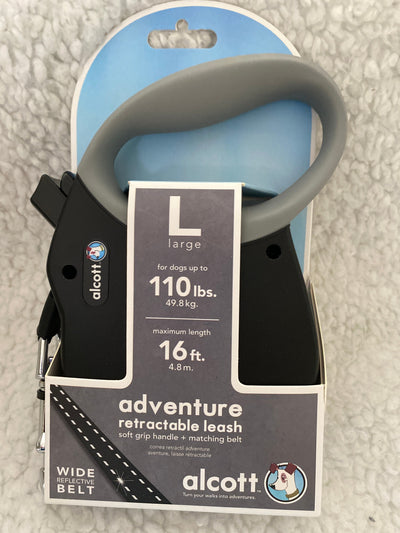 L
large
for dogs up to
110 lbs.
49.8 kg.
maximum length
16 ft.
4.8 m.
alcott
adventure
retractable leash
soft grip handle + matching belt
correa retráctil adventure
aventure, laisse rétractable
WIDE
REFLECTIVE
BELT
alcott™
Turn your walks into adventures.